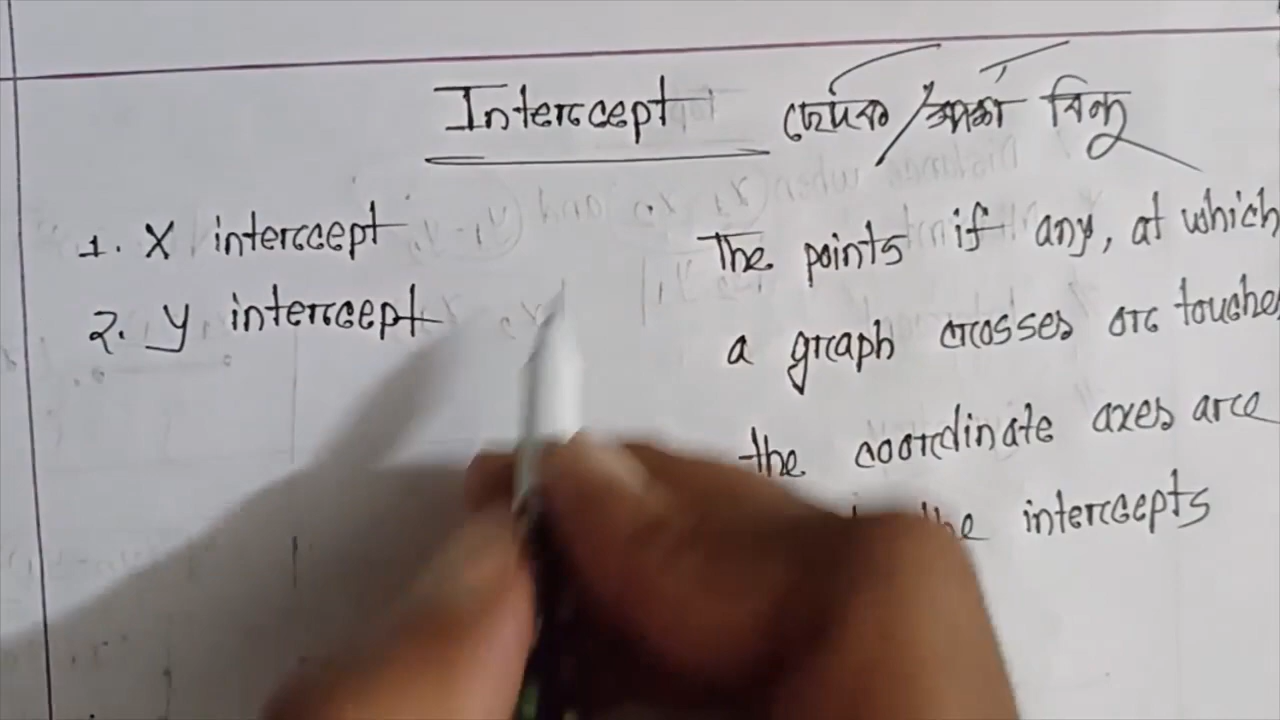 Intercept ছেদক / স্পর্শ বিন্দু
1. X intercept
2. y intercept
The points if any, at which
a graph crosses or touches
the coordinate axes are
the intercepts